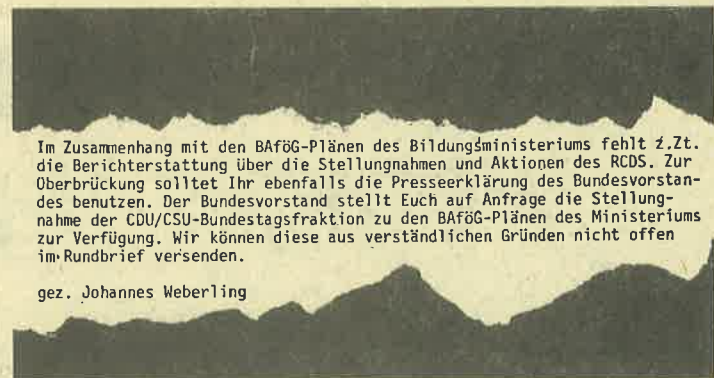 Im Zusammenhang mit den BAföG-Plänen des Bildungsministeriums fehlt z.Zt.
die Berichterstattung über die Stellungnahmen und Aktionen des RCDS. Zur
Oberbrückung solltet Ihr ebenfalls die Presseerklärung des Bundesvorstan-
des benutzen. Der Bundesvorstand stellt Euch auf Anfrage die Stellung-
nahme der CDU/CSU-Bundestagsfraktion zu den BAföG-Plänen des Ministeriums
zur Verfügung. Wir können diese aus verständlichen Gründen nicht offen
im Rundbrief versenden.
gez. Johannes Weberling